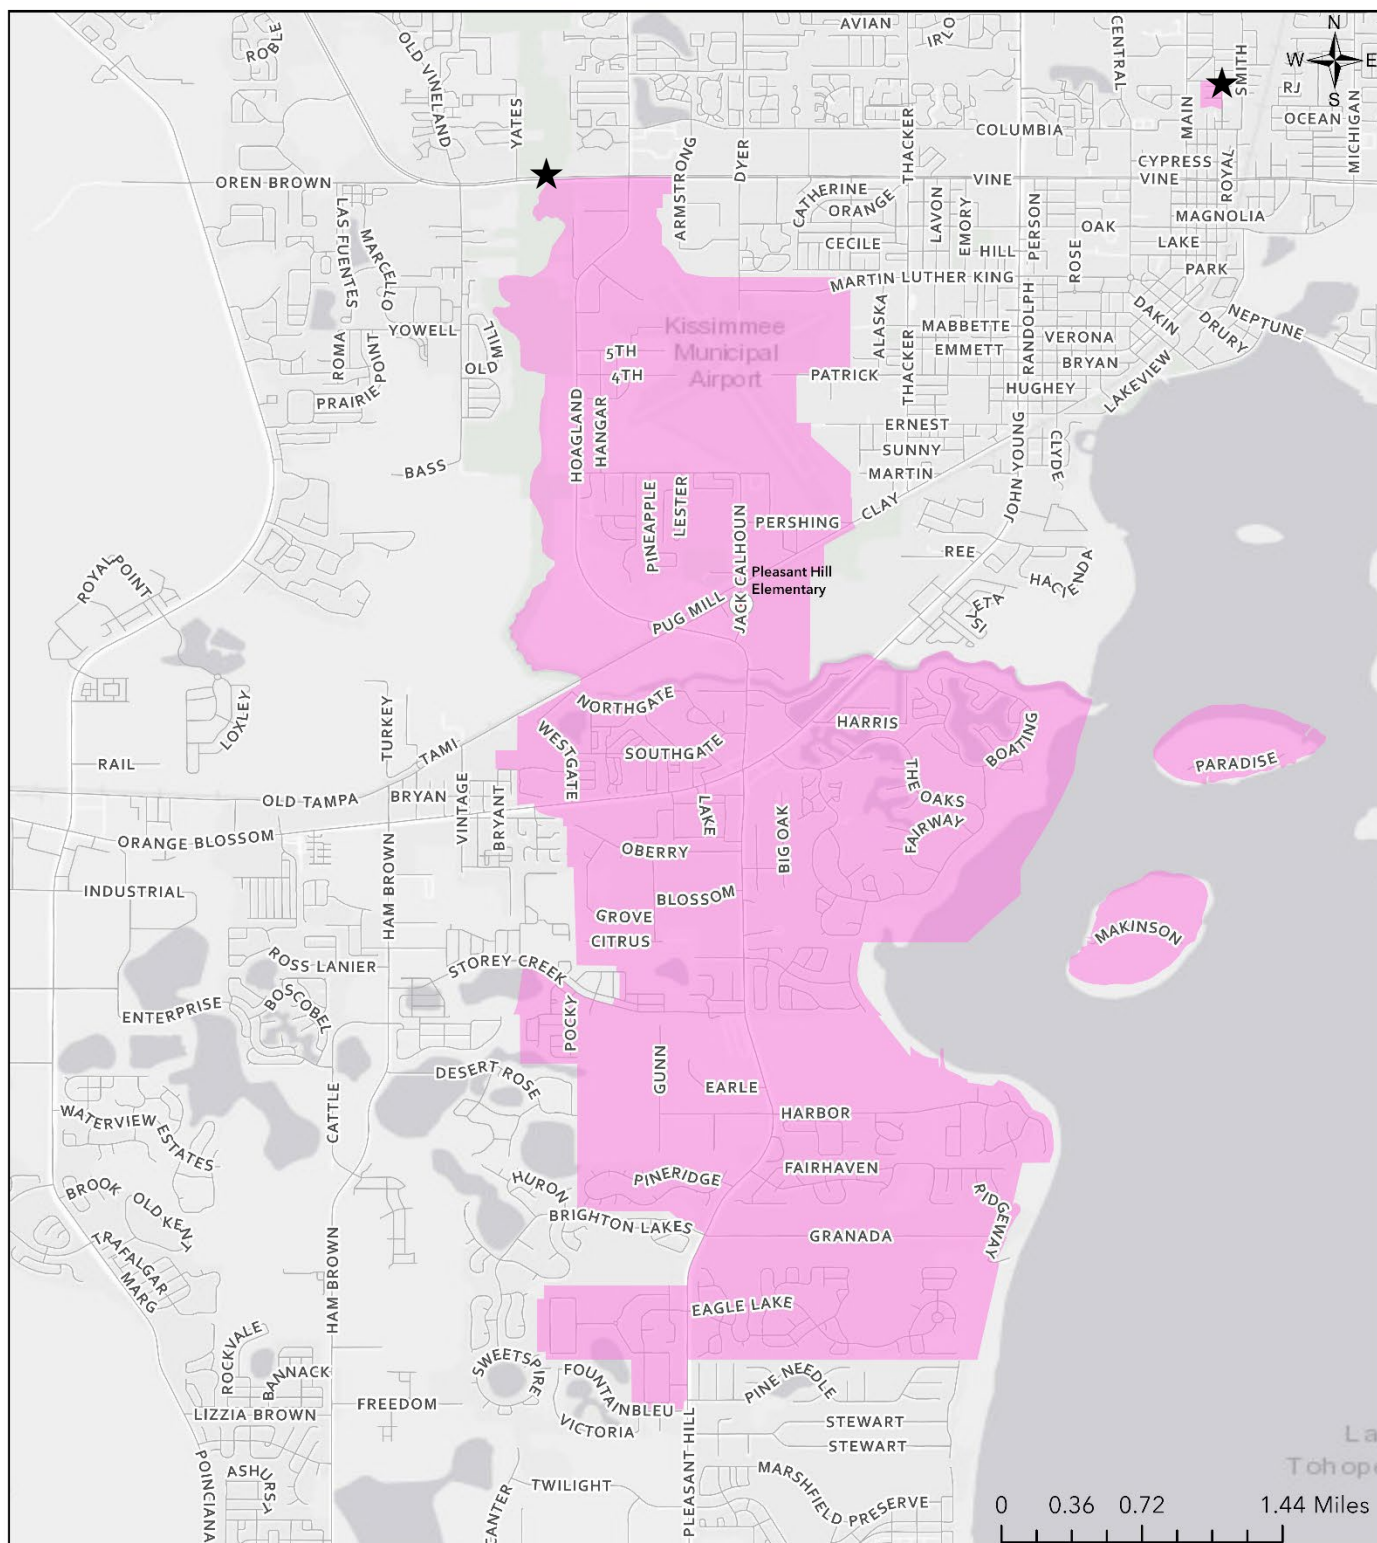 AVIAN
IRLO
CENTRAL
SMITH
N
W E
S
ROBLE
OLD VINELAND
YATES
RJ
MAIN
OCEAN
MICHIGAN
THACKER
COLUMBIA
ARMSTRONG
DYER
CYPRESS
ROYAL
OREN BROWN
VINE
VINE
CATHERINE
ORANGE
LAVON
EMORY
PERSON
MAGNOLIA
LAS FUENTES
MARCELLO
OAK
CECILE
HILL
ROSE
LAKE
PARK
MARTIN LUTHER KING
RANDOLPH
DAKIN
DRURY
NEPTUNE
ROMA
POINT
YOWELL
MILL
OLD
5TH
4TH
Kissimmee
Municipal
Airport
ALASKA
MABBETTE
EMMETT
VERONA
BRYAN
PATRICK
THACKER
HUGHEY
LAKEVIEW
PRAIRIE
HOAGLAND
HANGAR
ERNEST
SUNNY
MARTIN
JOHN YOUNG
CLYDE
BASS
PINEAPPLE
LESTER
PERSHING
CLAY
JACK CALHOUN
REE
HACIENDA
ISLETA
ROYAL
POINT
Pleasant Hill
Elementary
PUG MILL
LOXLEY
TURKEY
NORTHGATE
HARRIS
BOATING
WESTGATE
SOUTHGATE
RAIL
TAMI
THE OAKS
PARADISE
OLD TAMPA
BRYAN
VINTAGE
BRYANT
LAKE
BIG OAK
FAIRWAY
ORANGE BLOSSOM
OBERRY
INDUSTRIAL
HAM BROWN
BLOSSOM
GROVE
CITRUS
MAKINSON
ROSS LANIER
STOREY CREEK
BOSCOBEL
ENTERPRISE
POCKY
GUNN
DESERT ROSE
EARLE
HARBOR
CATTLE
WATERVIEW
ESTATES
FAIRHAVEN
PINERIDGE
HURON
BROOK
OLD KENT
RIDGEWAY
BRIGHTON LAKES
GRANADA
TRAFALGAR
MARG
HAM BROWN
EAGLE LAKE
ROCKVALE
BANNACK
SWEETSPIRE
FOUNTAINBLEU
PINE NEEDLE
FREEDOM
LIZZIA BROWN
VICTORIA
STEWART
STEWART
PLEASANT HILL
La
Tohope
POINCIANA
ASHURST
TWILIGHT
MARSHFIELD
PRESERVE
0 0.36 0.72 1.44 Miles